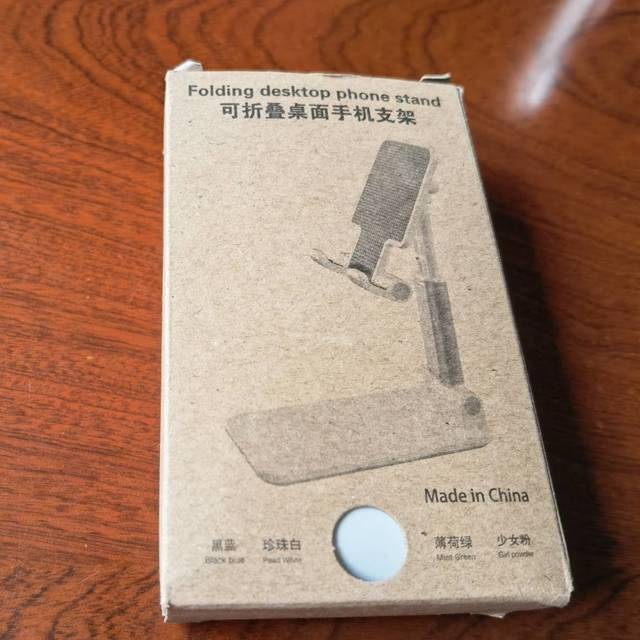 Folding desktop phone stand
可折叠桌面手机支架
Made in China
黑蓝 珍珠白 薄荷绿 少女粉
Black blue Pearl White Mint Green Girl powder